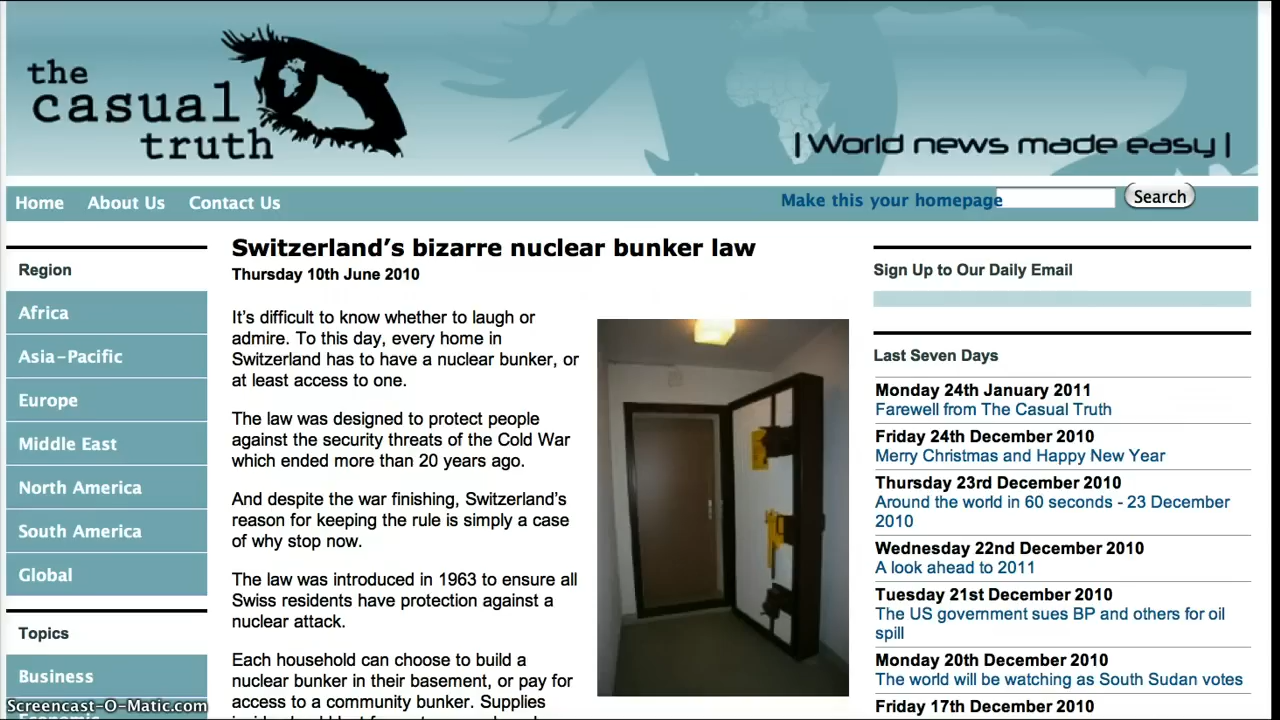 the
casual
truth
|World news made easy|
Home
About Us
Contact Us
Make this your homepage
Search
Region
Africa
Asia-Pacific
Europe
Middle East
North America
South America
Global
Topics
Business
Screencast-O-Matic.com
Switzerland's bizarre nuclear bunker law
Thursday 10th June 2010
It's difficult to know whether to laugh or
admire. To this day, every home in
Switzerland has to have a nuclear bunker, or
at least access to one.
The law was designed to protect people
against the security threats of the Cold War
which ended more than 20 years ago.
And despite the war finishing, Switzerland's
reason for keeping the rule is simply a case
of why stop now.
The law was introduced in 1963 to ensure all
Swiss residents have protection against a
nuclear attack.
Each household can choose to build a
nuclear bunker in their basement, or pay for
access to a community bunker. Supplies
Sign Up to Our Daily Email
Last Seven Days
Monday 24th January 2011
Farewell from The Casual Truth
Friday 24th December 2010
Merry Christmas and Happy New Year
Thursday 23rd December 2010
Around the world in 60 seconds - 23 December
2010
Wednesday 22nd December 2010
A look ahead to 2011
Tuesday 21st December 2010
The US government sues BP and others for oil
spill
Monday 20th December 2010
The world will be watching as South Sudan votes
Friday 17th December 2010